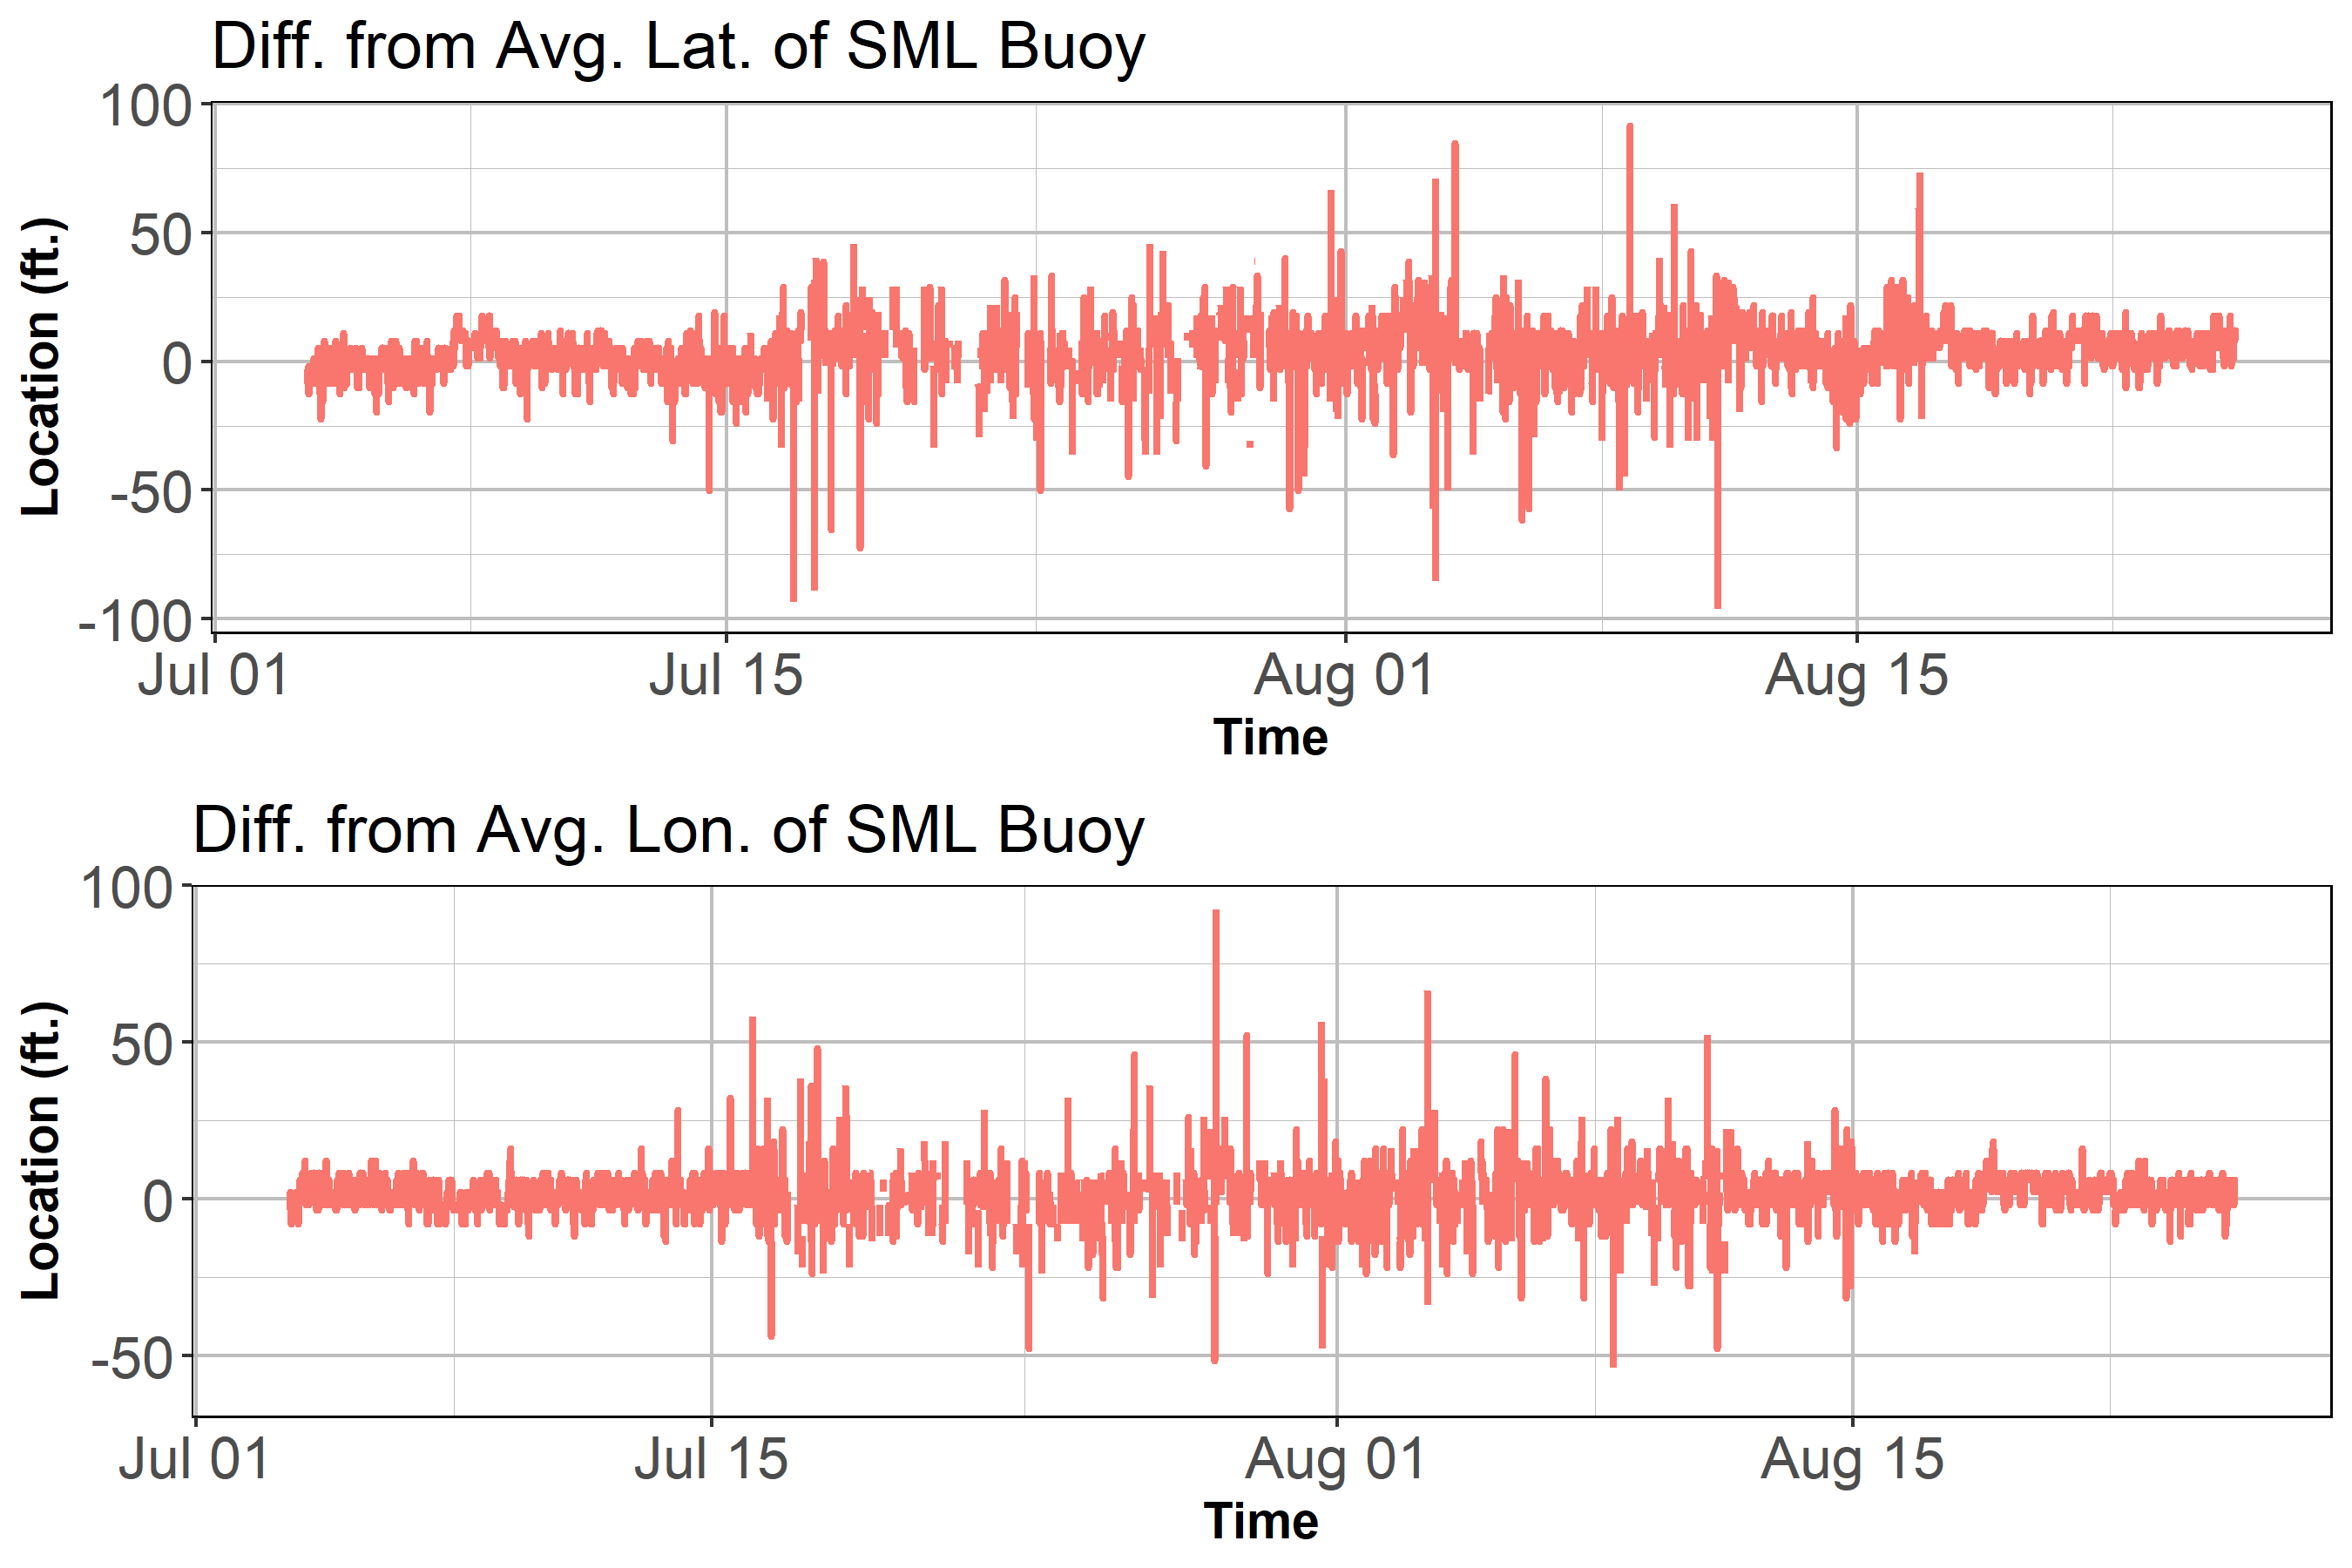 Diff. from Avg. Lat. of SML Buoy
100
50
0
-50
-100
Location (ft.)
Jul 01 Jul 15 Aug 01 Aug 15
Time
Diff. from Avg. Lon. of SML Buoy
100
50
0
-50
Location (ft.)
Jul 01 Jul 15 Aug 01 Aug 15
Time